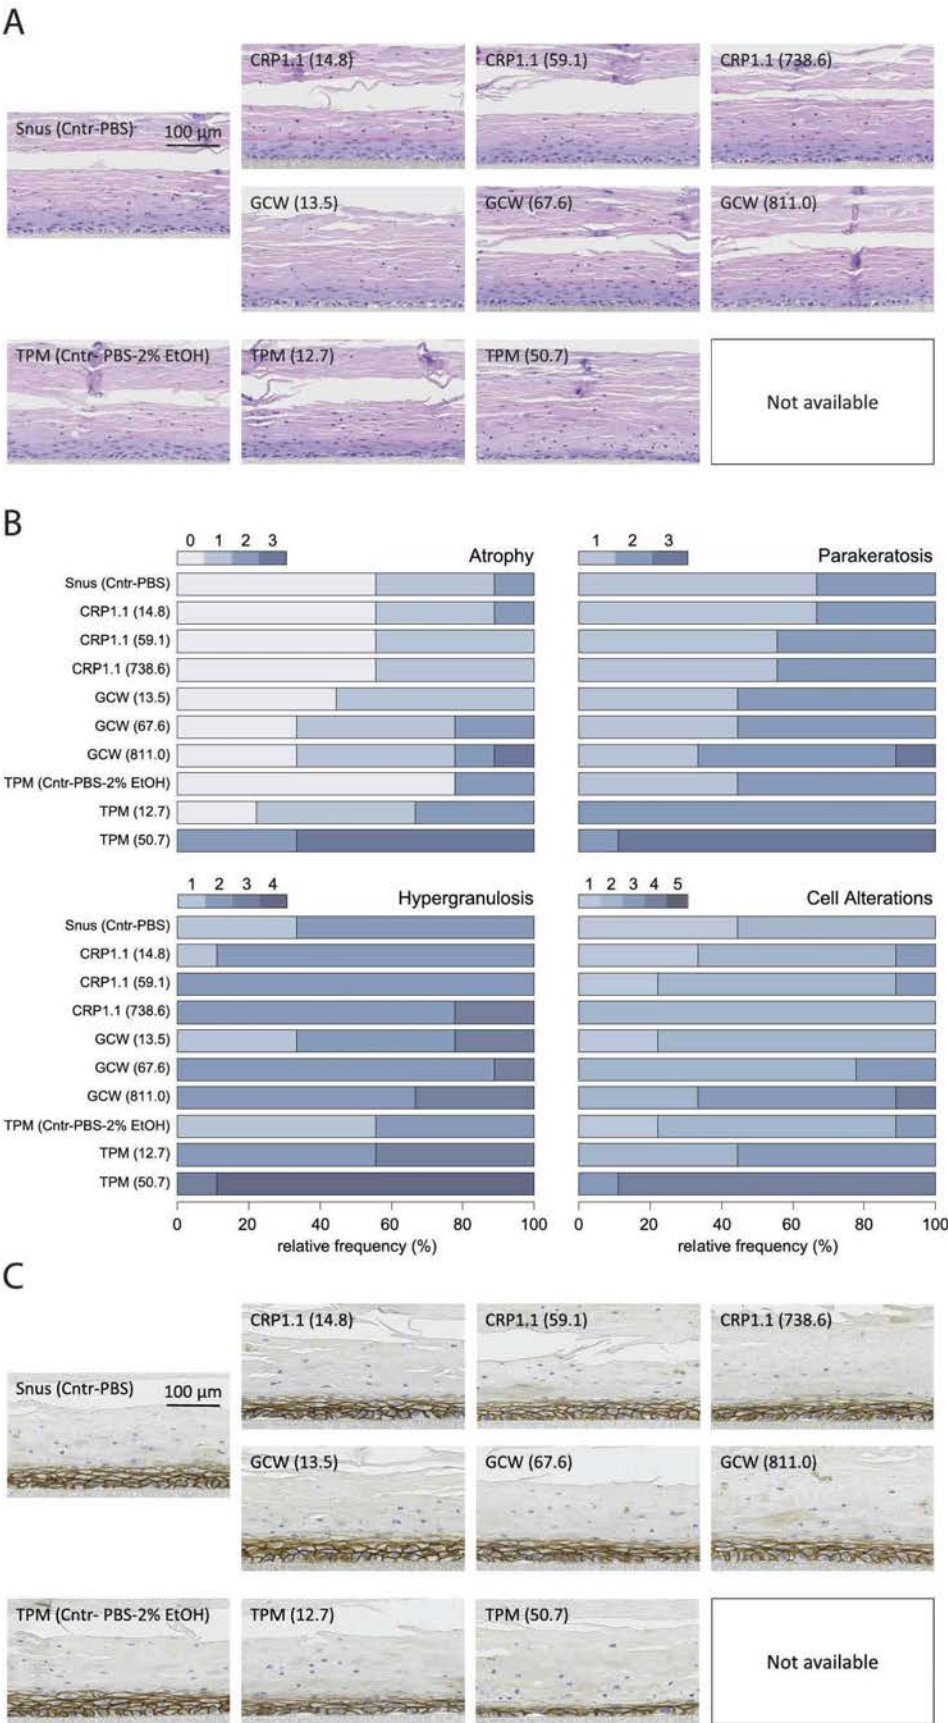 A
CRP1.1 (14.8)
CRP1.1 (59.1)
CRP1.1 (738.6)
Snus (Cntr-PBS)
100 µm
GCW (13.5)
GCW (67.6)
GCW (811.0)
TPM (Cntr- PBS-2% EtOH)
TPM (12.7)
TPM (50.7)
Not available
B
0 1 2 3
Atrophy
1 2 3
Parakeratosis
Snus (Cntr-PBS)
CRP1.1 (14.8)
CRP1.1 (59.1)
CRP1.1 (738.6)
GCW (13.5)
GCW (67.6)
GCW (811.0)
TPM (Cntr-PBS-2% EtOH)
TPM (12.7)
TPM (50.7)
1 2 3 4
Hypergranulosis
1 2 3 4 5
Cell Alterations
Snus (Cntr-PBS)
CRP1.1 (14.8)
CRP1.1 (59.1)
CRP1.1 (738.6)
GCW (13.5)
GCW (67.6)
GCW (811.0)
TPM (Cntr-PBS-2% EtOH)
TPM (12.7)
TPM (50.7)
0 20 40 60 80 100
0 20 40 60 80 100
relative frequency (%)
relative frequency (%)
C
CRP1.1 (14.8)
CRP1.1 (59.1)
CRP1.1 (738.6)
Snus (Cntr-PBS)
100 µm
GCW (13.5)
GCW (67.6)
GCW (811.0)
TPM (Cntr- PBS-2% EtOH)
TPM (12.7)
TPM (50.7)
Not available